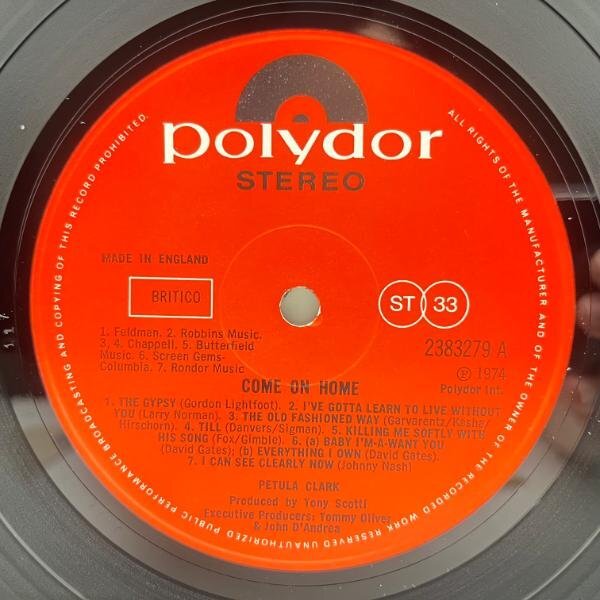 polydor
STEREO
MADE IN ENGLAND
BRITICO
ST 33
1. Feldman. 2. Robbins Music.
3, 4. Chappell. 5. Butterfield
Music. 6. Screen Gems-
Columbia. 7. Rondor Music
2383279 A
℗ 1974
Polydor Int.
COME ON HOME
1. THE GYPSY (Gordon Lightfoot). 2. I'VE GOTTA LEARN TO LIVE WITHOUT
YOU (Larry Norman). 3. THE OLD FASHIONED WAY (Garvarentz/Kashe/
Hirschorn). 4. TILL (Danvers/Sigman). 5. KILLING ME SOFTLY WITH
HIS SONG (Fox/Gimble). 6. (a) BABY I'M-A-WANT YOU
(David Gates); (b) EVERYTHING I OWN (David Gates).
7. I CAN SEE CLEARLY NOW (Johnny Nash)
PETULA CLARK
Produced by Tony Scotti
Executive Producers: Tommy Oliver
& John D'Andrea
ALL RIGHTS OF THE MANUFACTURER AND OF THE OWNER OF THE RECORDED WORK RESERVED UNAUTHORIZED PUBLIC PERFORMANCE BROADCASTING AND COPYING OF THIS RECORD PROHIBITED.